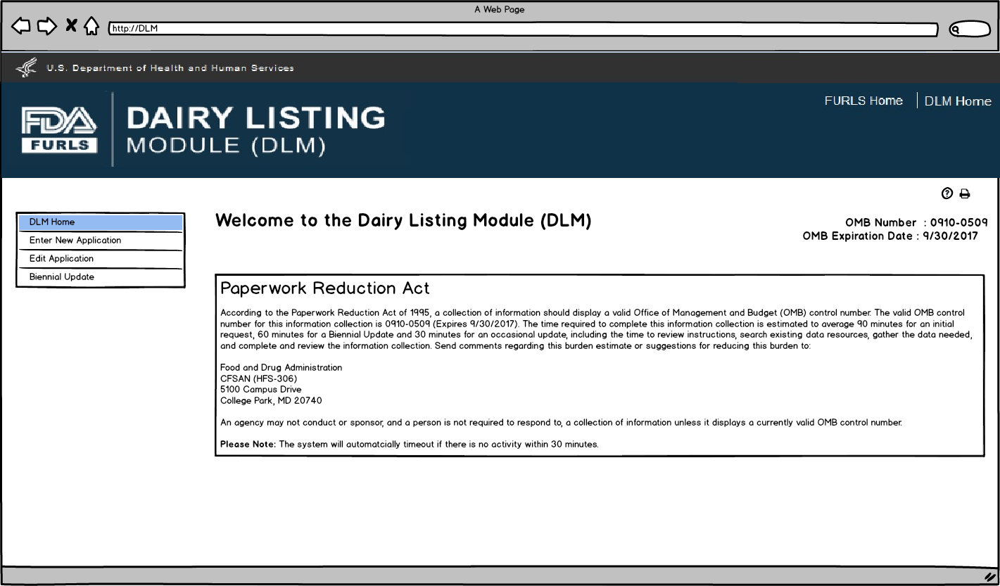 A Web Page
http://DLM
U.S. Department of Health and Human Services
FURLS Home
DLM Home
FDA
FURLS
DAIRY LISTING
MODULE (DLM)
DLM Home
Enter New Application
Edit Application
Biennial Update
Welcome to the Dairy Listing Module (DLM)
OMB Number : 0910-0509
OMB Expiration Date : 9/30/2017
Paperwork Reduction Act
According to the Paperwork Reduction Act of 1995, a collection of information should display a valid Office of Management and Budget (OMB) control number. The valid OMB control
number for this information collection is 0910-0509 (Expires 9/30/2017). The time required to complete this information collection is estimated to average 90 minutes for an initial
request, 60 minutes for a Biennial Update and 30 minutes for an occasional update, including the time to review instructions, search existing data resources, gather the data needed,
and complete and review the information collection. Send comments regarding this burden estimate or suggestions for reducing this burden to:
Food and Drug Administration
CFSAN (HFS-306)
5100 Campus Drive
College Park, MD 20740
An agency may not conduct or sponsor, and a person is not required to respond to, a collection of information unless it displays a currently valid OMB control number.
Please Note: The system will automatcially timeout if there is no activity within 30 minutes.